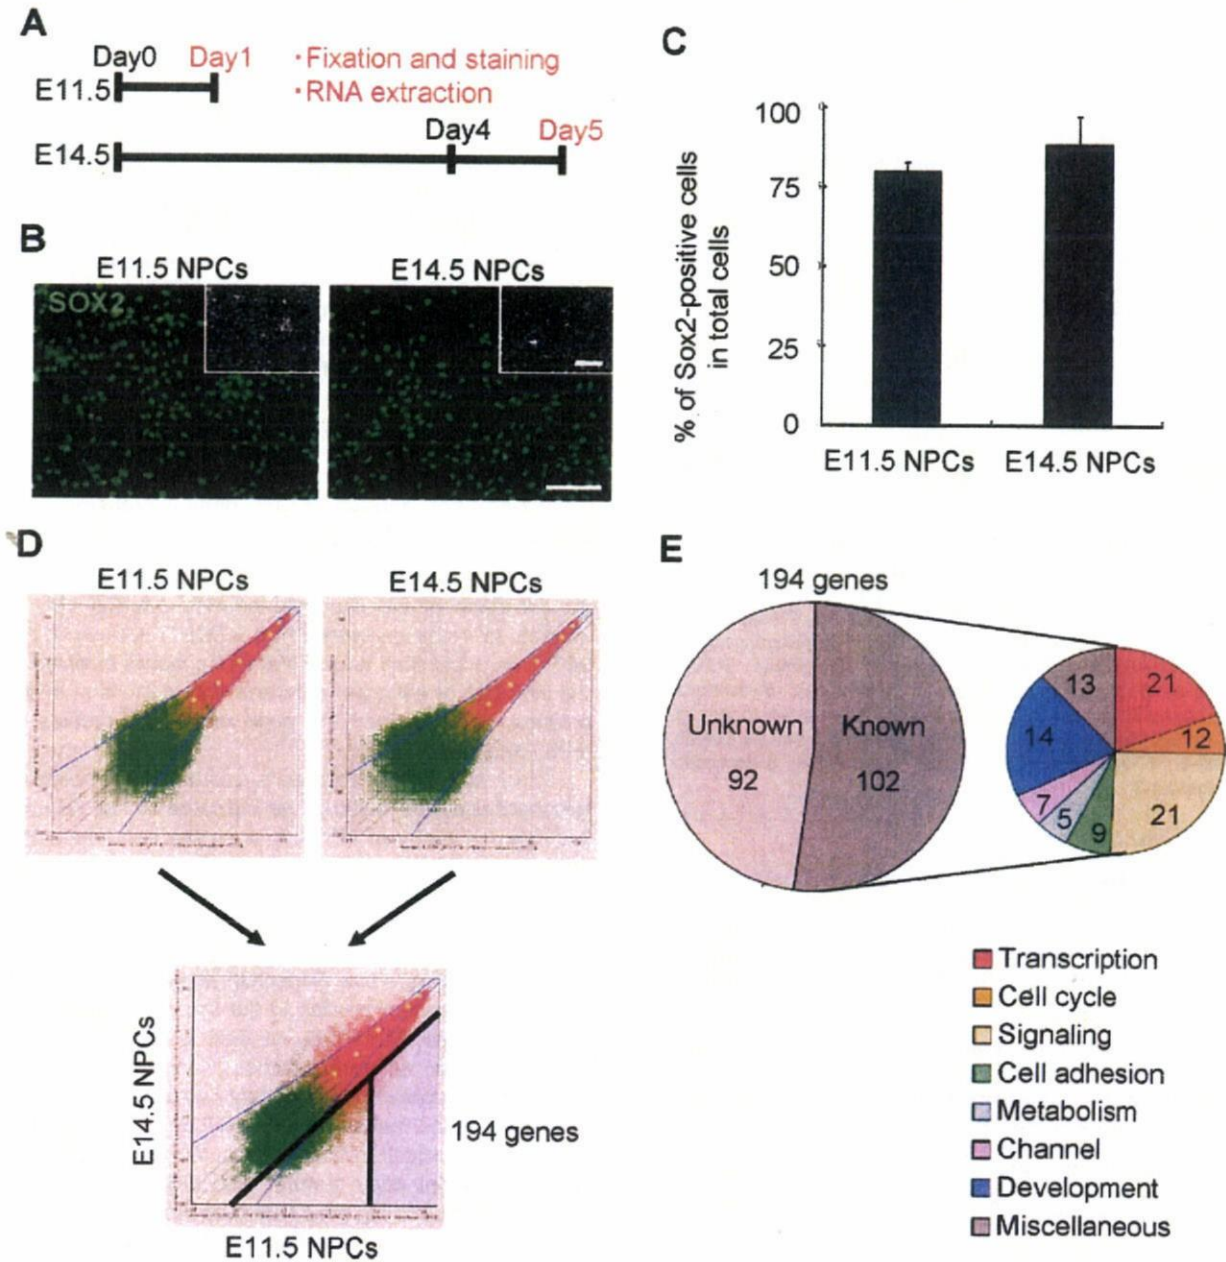 A
Day0 Day1
・Fixation and staining
E11.5
・RNA extraction
Day4 Day5
E14.5
B
E11.5 NPCs E14.5 NPCs
SOX2
C
% of Sox2-positive cells
in total cells
100
75
50
25
0
E11.5 NPCs E14.5 NPCs
D
E11.5 NPCs E14.5 NPCs
E14.5 NPCs
194 genes
E11.5 NPCs
E
194 genes
Unknown Known
92 102
13 21
14 12
7 5 9 21
Transcription
Cell cycle
Signaling
Cell adhesion
Metabolism
Channel
Development
Miscellaneous